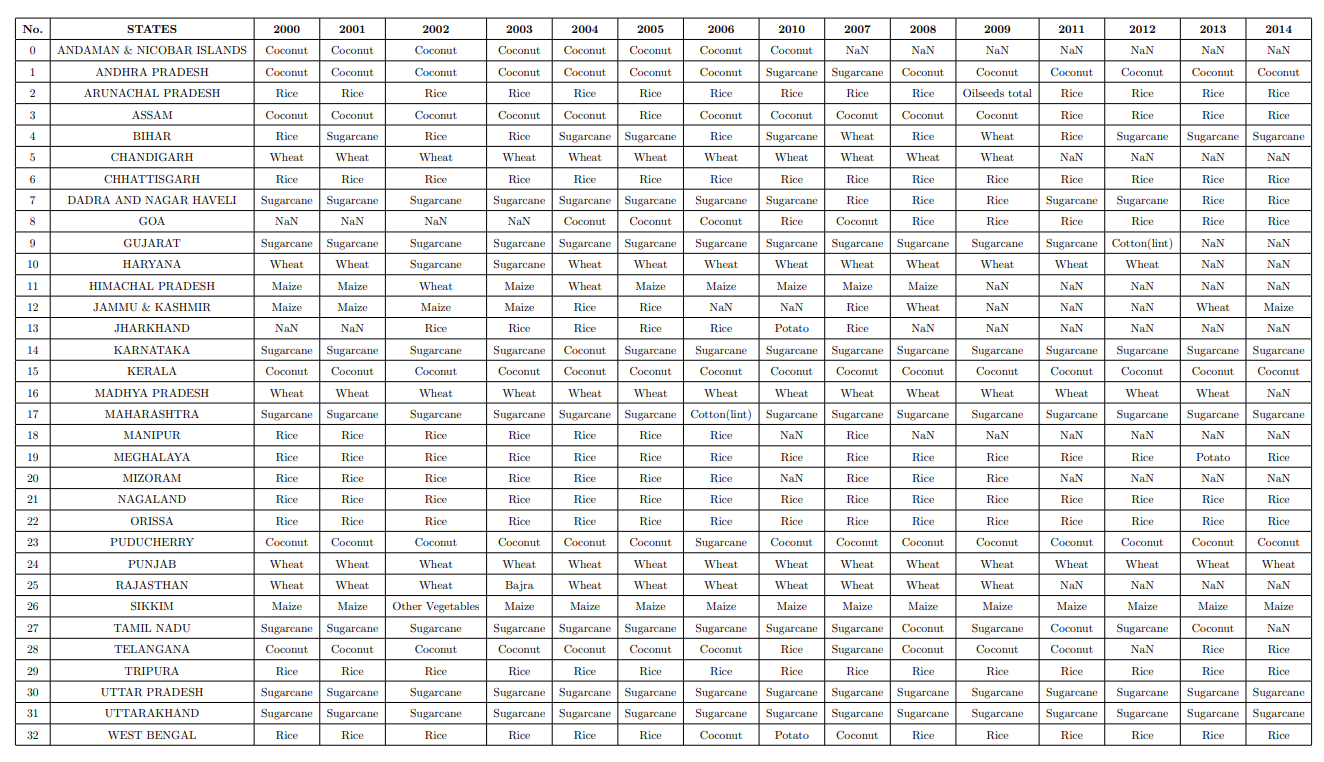 No. STATES 2000 2001 2002 2003 2004 2005 2006 2010 2007 2008 2009 2011 2012 2013 2014
0 ANDAMAN & NICOBAR ISLANDS Coconut Coconut Coconut Coconut Coconut Coconut Coconut Coconut NaN NaN NaN NaN NaN NaN NaN
1 ANDHRA PRADESH Coconut Coconut Coconut Coconut Coconut Coconut Coconut Sugarcane Sugarcane Coconut Coconut Coconut Coconut Coconut Coconut
2 ARUNACHAL PRADESH Rice Rice Rice Rice Rice Rice Rice Rice Rice Rice Oilseeds total Rice Rice Rice Rice
3 ASSAM Coconut Coconut Coconut Coconut Coconut Rice Coconut Coconut Coconut Coconut Coconut Rice Rice Rice Rice
4 BIHAR Rice Sugarcane Rice Rice Sugarcane Sugarcane Rice Sugarcane Wheat Rice Wheat Rice Sugarcane Sugarcane Sugarcane
5 CHANDIGARH Wheat Wheat Wheat Wheat Wheat Wheat Wheat Wheat Wheat Wheat Wheat NaN NaN NaN NaN
6 CHHATTISGARH Rice Rice Rice Rice Rice Rice Rice Rice Rice Rice Rice Rice Rice Rice Rice
7 DADRA AND NAGAR HAVELI Sugarcane Sugarcane Sugarcane Sugarcane Sugarcane Sugarcane Sugarcane Sugarcane Rice Rice Rice Sugarcane Sugarcane Rice Rice
8 GOA NaN NaN NaN NaN Coconut Coconut Coconut Rice Coconut Rice Rice Rice Rice Rice Rice
9 GUJARAT Sugarcane Sugarcane Sugarcane Sugarcane Sugarcane Sugarcane Sugarcane Sugarcane Sugarcane Sugarcane Sugarcane Sugarcane Cotton(lint) NaN NaN
10 HARYANA Wheat Wheat Sugarcane Sugarcane Wheat Wheat Wheat Wheat Wheat Wheat Wheat Wheat Wheat NaN NaN
11 HIMACHAL PRADESH Maize Maize Wheat Maize Wheat Maize Maize Maize Maize Maize NaN NaN NaN NaN NaN
12 JAMMU & KASHMIR Maize Maize Maize Maize Rice Rice NaN NaN Rice Wheat NaN NaN NaN Wheat Maize
13 JHARKHAND NaN NaN Rice Rice Rice Rice Rice Potato Rice NaN NaN NaN NaN NaN NaN
14 KARNATAKA Sugarcane Sugarcane Sugarcane Sugarcane Coconut Sugarcane Sugarcane Sugarcane Sugarcane Sugarcane Sugarcane Sugarcane Sugarcane Sugarcane Sugarcane
15 KERALA Coconut Coconut Coconut Coconut Coconut Coconut Coconut Coconut Coconut Coconut Coconut Coconut Coconut Coconut Coconut
16 MADHYA PRADESH Wheat Wheat Wheat Wheat Wheat Wheat Wheat Wheat Wheat Wheat Wheat Wheat Wheat Wheat NaN
17 MAHARASHTRA Sugarcane Sugarcane Sugarcane Sugarcane Sugarcane Sugarcane Cotton(lint) Sugarcane Sugarcane Sugarcane Sugarcane Sugarcane Sugarcane Sugarcane Sugarcane
18 MANIPUR Rice Rice Rice Rice Rice Rice Rice NaN Rice NaN NaN NaN NaN NaN NaN
19 MEGHALAYA Rice Rice Rice Rice Rice Rice Rice Rice Rice Rice Rice Rice Rice Potato Rice
20 MIZORAM Rice Rice Rice Rice Rice Rice Rice NaN Rice Rice Rice NaN NaN NaN NaN
21 NAGALAND Rice Rice Rice Rice Rice Rice Rice Rice Rice Rice Rice Rice Rice Rice Rice
22 ORISSA Rice Rice Rice Rice Rice Rice Rice Rice Rice Rice Rice Rice Rice Rice Rice
23 PUDUCHERRY Coconut Coconut Coconut Coconut Coconut Coconut Sugarcane Coconut Coconut Coconut Coconut Coconut Coconut Coconut Coconut
24 PUNJAB Wheat Wheat Wheat Wheat Wheat Wheat Wheat Wheat Wheat Wheat Wheat Wheat Wheat Wheat Wheat
25 RAJASTHAN Wheat Wheat Wheat Bajra Wheat Wheat Wheat Wheat Wheat Wheat Wheat NaN NaN NaN NaN
26 SIKKIM Maize Maize Other Vegetables Maize Maize Maize Maize Maize Maize Maize Maize Maize Maize Maize Maize
27 TAMIL NADU Sugarcane Sugarcane Sugarcane Sugarcane Sugarcane Sugarcane Sugarcane Sugarcane Sugarcane Coconut Sugarcane Coconut Sugarcane Coconut NaN
28 TELANGANA Coconut Coconut Coconut Coconut Coconut Coconut Coconut Rice Sugarcane Coconut Coconut Coconut NaN Rice Rice
29 TRIPURA Rice Rice Rice Rice Rice Rice Rice Rice Rice Rice Rice Rice Rice Rice Rice
30 UTTAR PRADESH Sugarcane Sugarcane Sugarcane Sugarcane Sugarcane Sugarcane Sugarcane Sugarcane Sugarcane Sugarcane Sugarcane Sugarcane Sugarcane Sugarcane Sugarcane
31 UTTARAKHAND Sugarcane Sugarcane Sugarcane Sugarcane Sugarcane Sugarcane Sugarcane Sugarcane Sugarcane Sugarcane Sugarcane Sugarcane Sugarcane Sugarcane Sugarcane
32 WEST BENGAL Rice Rice Rice Rice Rice Rice Coconut Potato Coconut Rice Rice Rice Rice Rice Rice